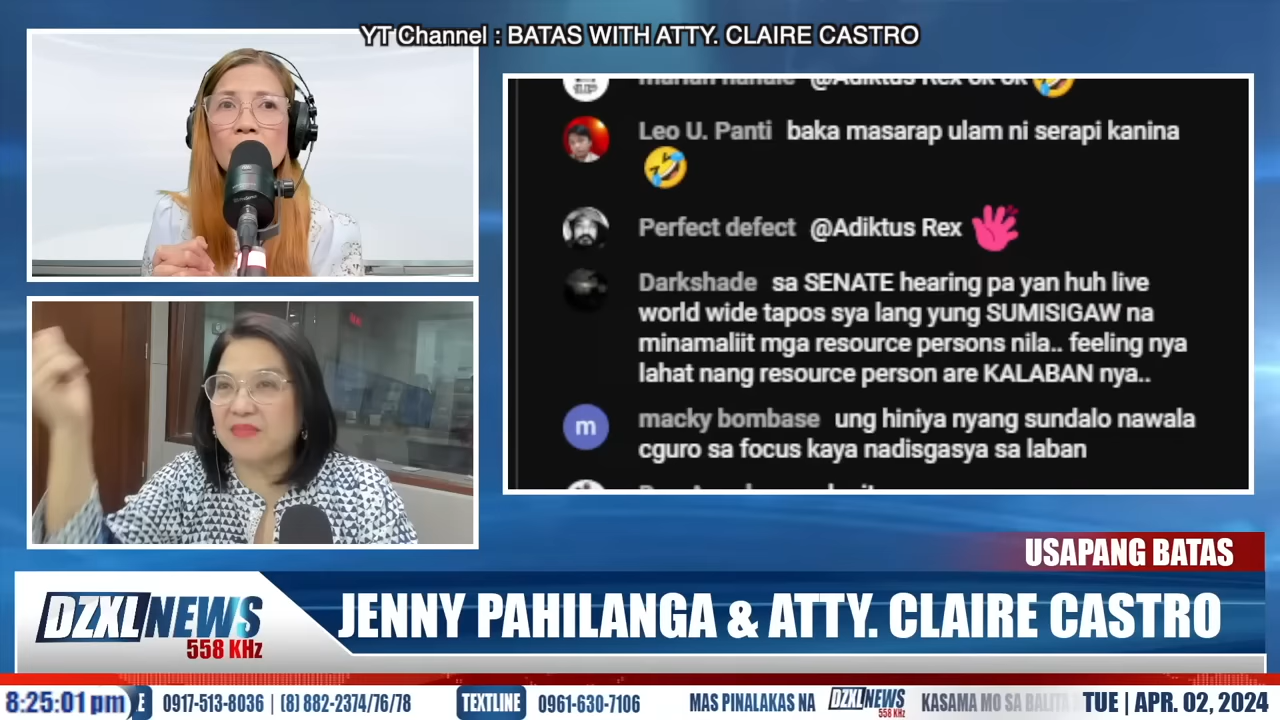 YT Channel : BATAS WITH ATTY. CLAIRE CASTRO
@Adiktus Rex ok ok
Leo U. Panti baka masarap ulam ni serapi kanina
Perfect defect @Adiktus Rex
Darkshade sa SENATE hearing pa yan huh live
world wide tapos sya lang yung SUMISIGAW na
minamaliit mga resource persons nila.. feeling nya
lahat nang resource person are KALABAN nya..
m
macky bombase ung hiniya nyang sundalo nawala
cguro sa focus kaya nadisgasya sa laban
USAPANG BATAS
DZXL NEWS
558 KHz
JENNY PAHILANGA & ATTY. CLAIRE CASTRO
8:25:01 pm
E 0917-513-8036 | (8) 882-2374/76/78 TEXTLINE 0961-630-7106 MAS PINALAKAS NA DZXL NEWS 558 KHz KASAMA MO SA BALITA
TUE | APR. 02, 2024